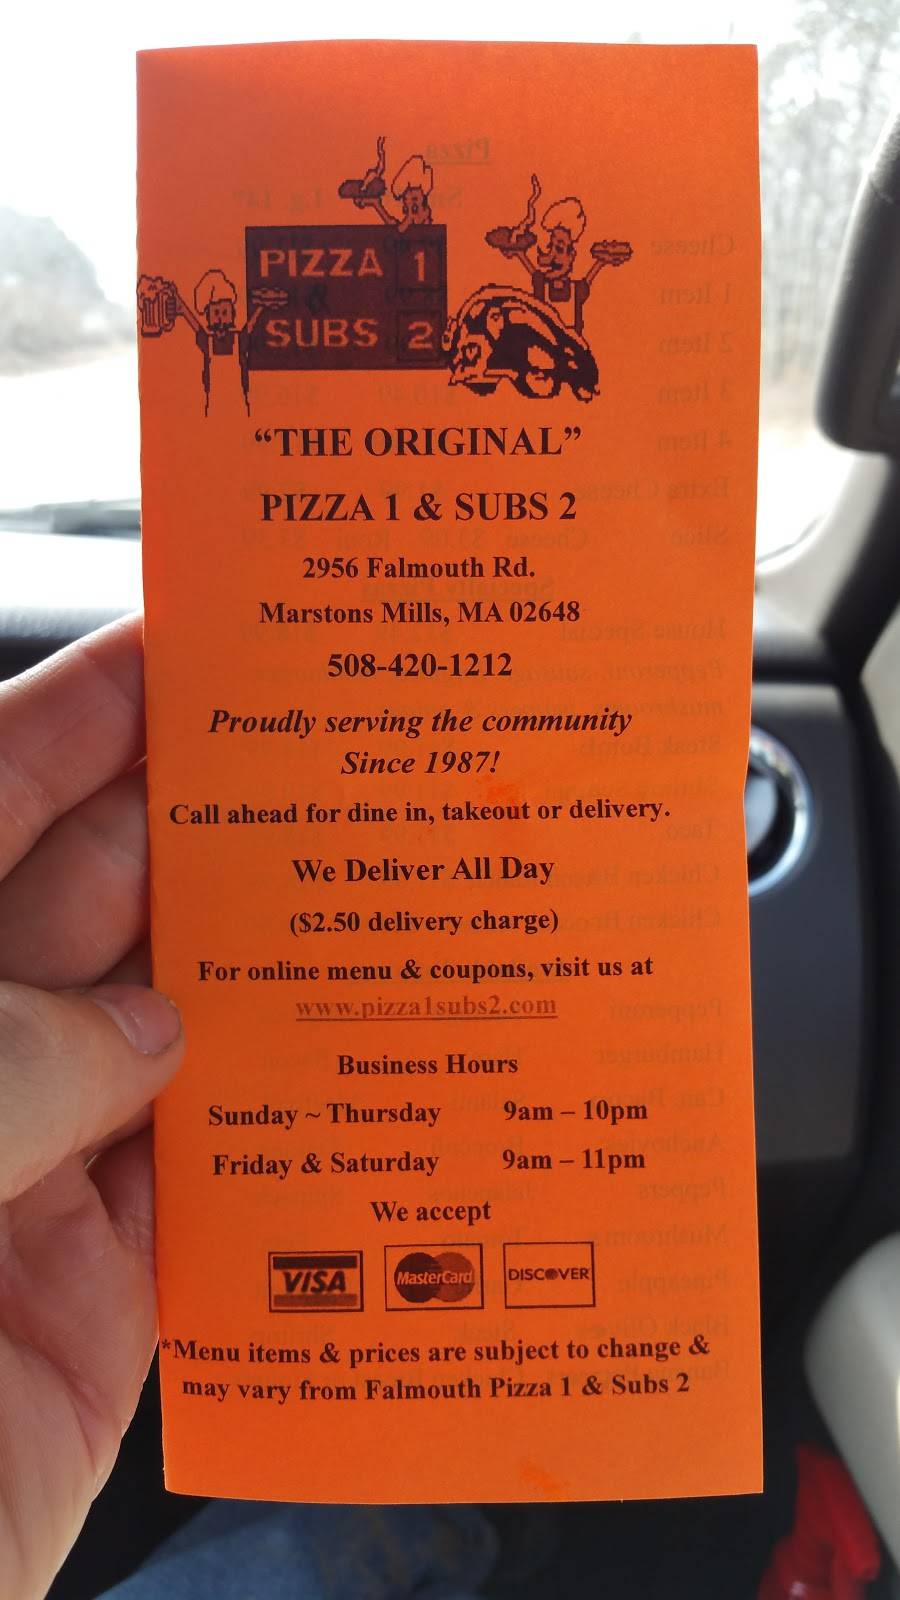 PIZZA 1
SUBS 2
“THE ORIGINAL”
PIZZA 1 & SUBS 2
2956 Falmouth Rd.
Marstons Mills, MA 02648
508-420-1212
Proudly serving the community
Since 1987!
Call ahead for dine in, takeout or delivery.
We Deliver All Day
($2.50 delivery charge)
For online menu & coupons, visit us at
www.pizza1subs2.com
Business Hours
Sunday ~ Thursday 9am – 10pm
Friday & Saturday 9am – 11pm
We accept
VISA MasterCard DISCOVER
*Menu items & prices are subject to change &
may vary from Falmouth Pizza 1 & Subs 2